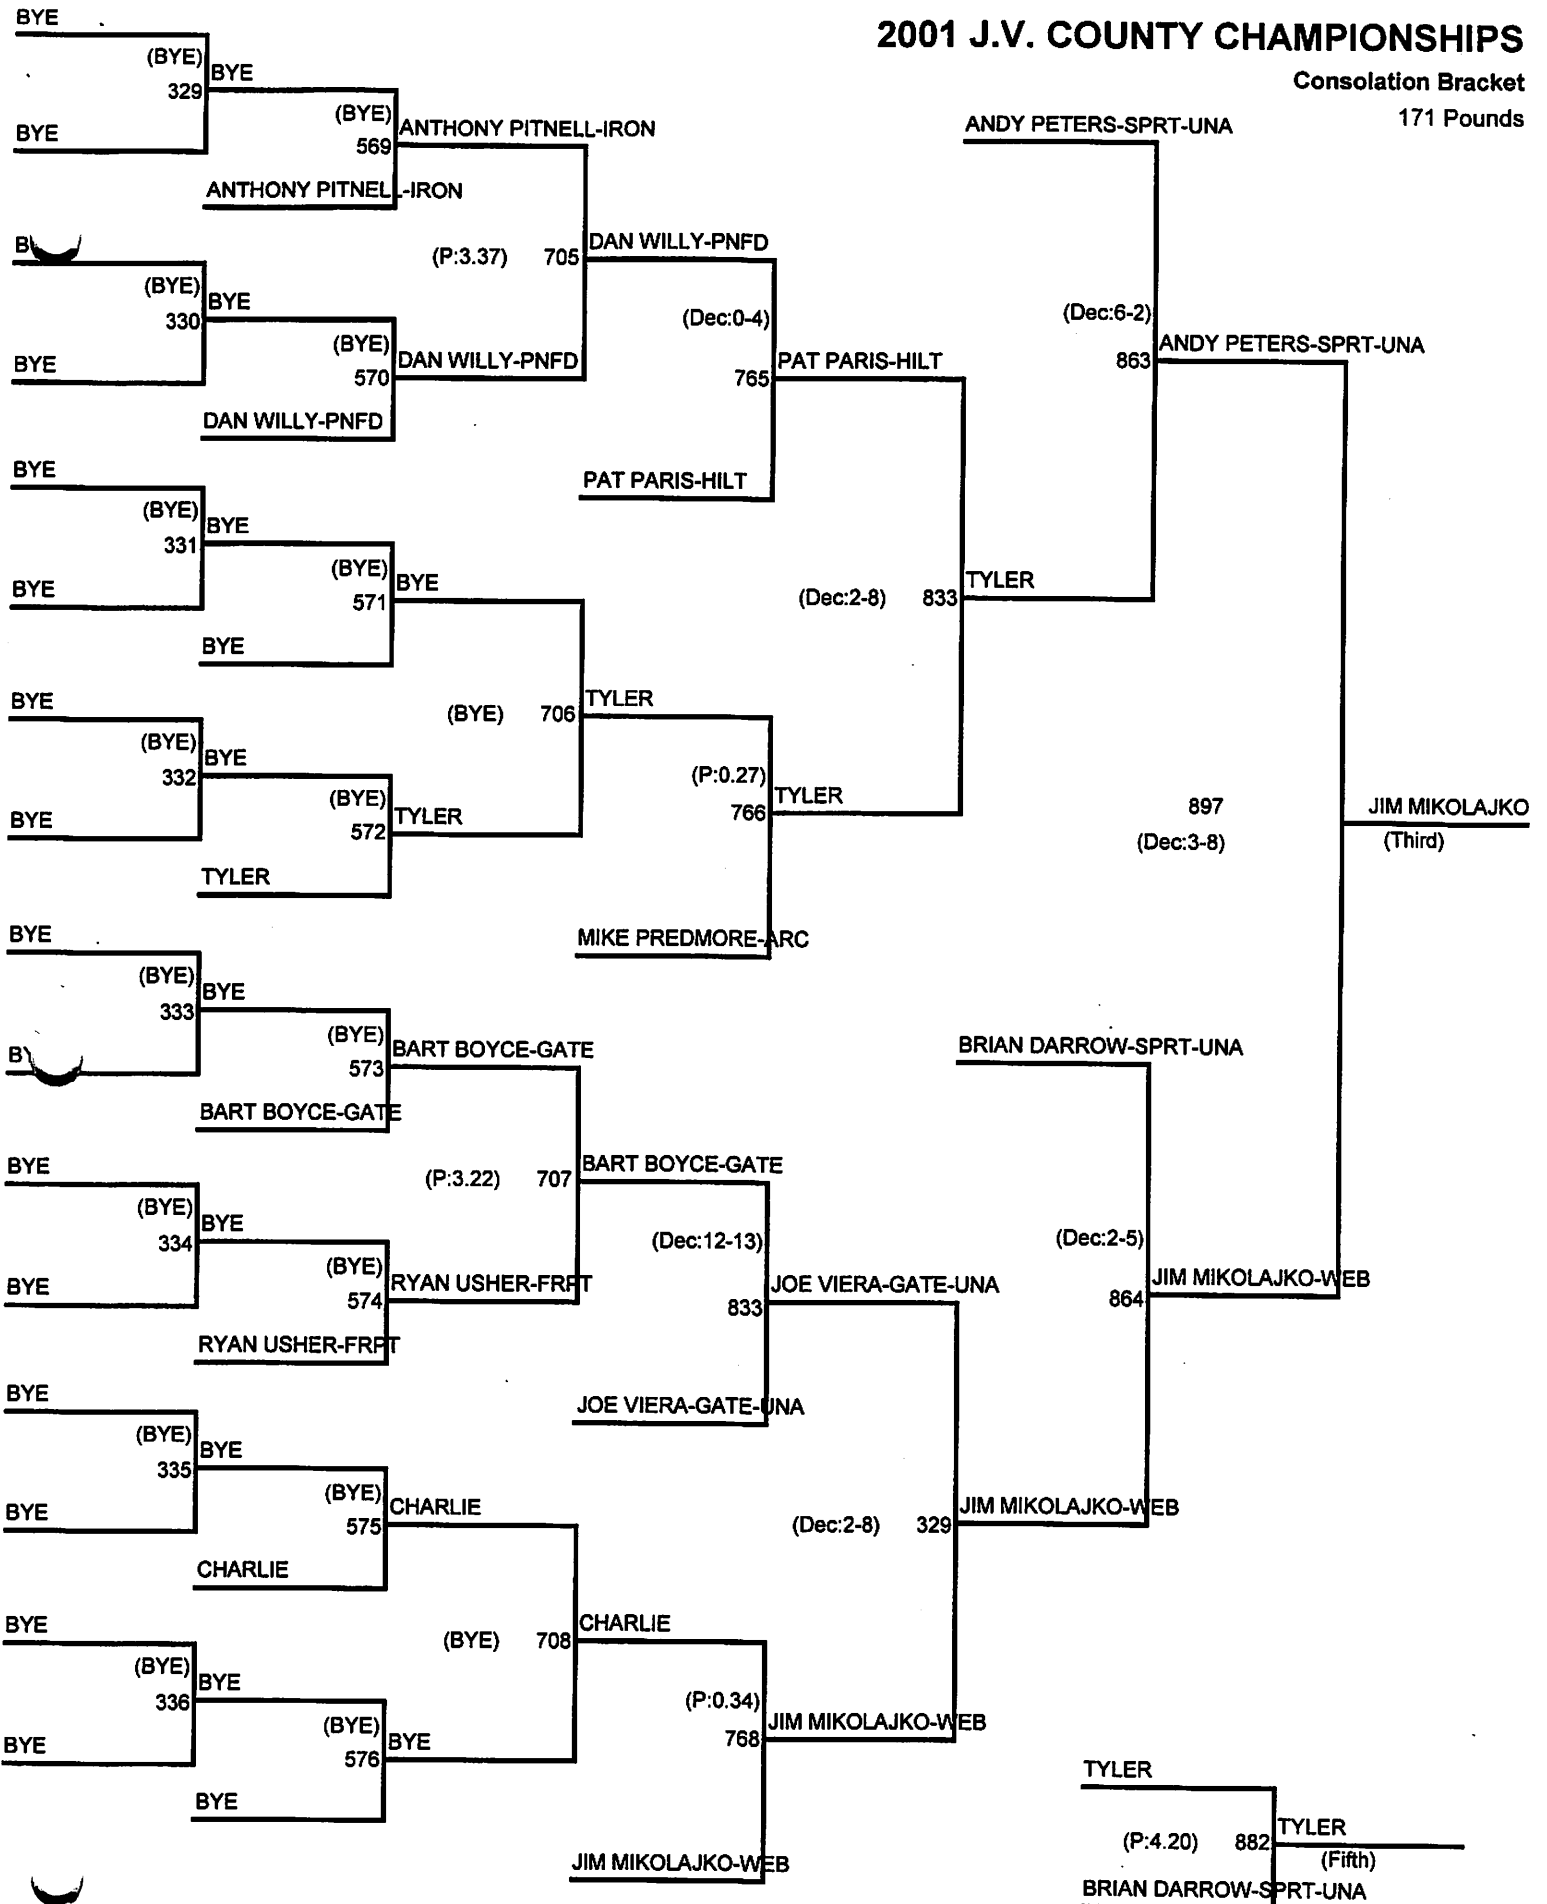 2001 J.V. COUNTY CHAMPIONSHIPS
Consolation Bracket
171 Pounds
BYE
(BYE)
329
BYE
BYE
(BYE)
569
ANTHONY PITNELL-IRON
ANTHONY PITNELL-IRON
(BYE)
330
BYE
BYE
(BYE)
570
DAN WILLY-PNFD
DAN WILLY-PNFD
(P:3.37) 705
DAN WILLY-PNFD
(Dec:0-4)
765
PAT PARIS-HILT
PAT PARIS-HILT
BYE
(BYE)
331
BYE
BYE
(BYE)
571
BYE
BYE
BYE
(BYE)
332
BYE
BYE
(BYE)
572
TYLER
TYLER
(BYE) 706
TYLER
(P:0.27)
766
TYLER
MIKE PREDMORE-ARC
(Dec:2-8) 833
TYLER
ANDY PETERS-SPRT-UNA
(Dec:6-2)
863
ANDY PETERS-SPRT-UNA
897
(Dec:3-8)
JIM MIKOLAJKO
(Third)
BYE
(BYE)
333
BYE
(BYE)
573
BART BOYCE-GATE
BART BOYCE-GATE
BYE
(BYE)
334
BYE
BYE
(BYE)
574
RYAN USHER-FRPT
RYAN USHER-FRPT
(P:3.22) 707
BART BOYCE-GATE
(Dec:12-13)
833
JOE VIERA-GATE-UNA
JOE VIERA-GATE-UNA
BYE
(BYE)
335
BYE
BYE
(BYE)
575
CHARLIE
CHARLIE
BYE
(BYE)
336
BYE
BYE
(BYE)
576
BYE
BYE
(BYE) 708
CHARLIE
(P:0.34)
768
JIM MIKOLAJKO-WEB
JIM MIKOLAJKO-WEB
(Dec:2-8) 329
JIM MIKOLAJKO-WEB
BRIAN DARROW-SPRT-UNA
(Dec:2-5)
864
JIM MIKOLAJKO-WEB
TYLER
(P:4.20) 882
TYLER
(Fifth)
BRIAN DARROW-SPRT-UNA